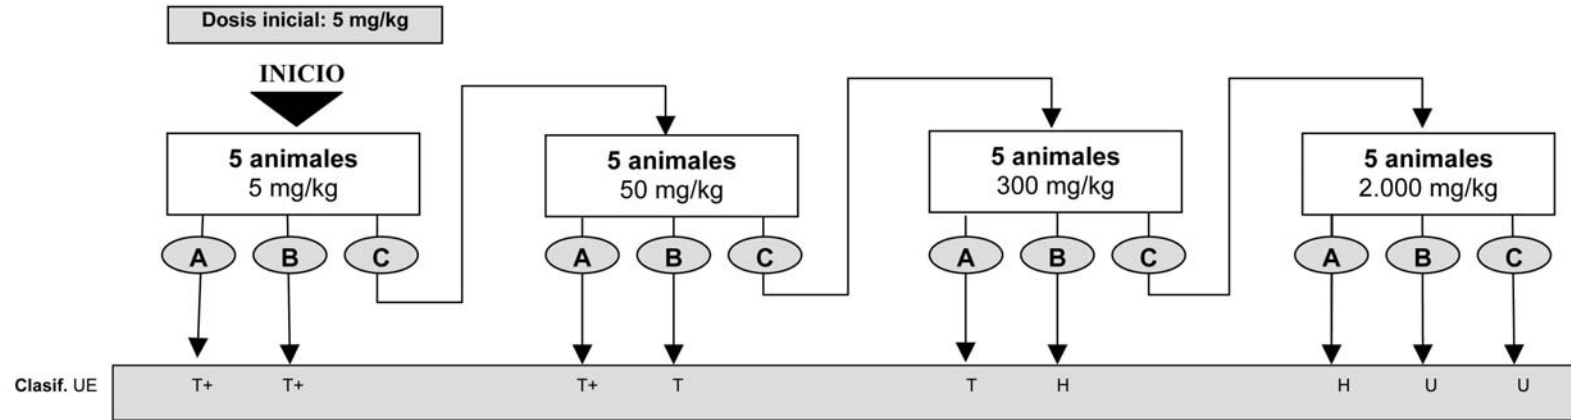 Dosis inicial: 5 mg/kg
INICIO
5 animales
5 mg/kg
5 animales
50 mg/kg
5 animales
300 mg/kg
5 animales
2.000 mg/kg
A B C A B C A B C A B C
Clasif. UE T+ T+ T+ T T H H U U